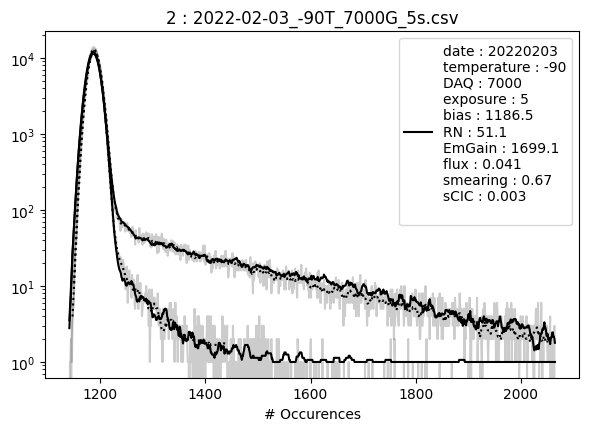 2 : 2022-02-03_-90T_7000G_5s.csv
date : 20220203
temperature : -90
DAQ : 7000
exposure : 5
bias : 1186.5
RN : 51.1
EmGain : 1699.1
flux : 0.041
smearing : 0.67
sCIC : 0.003
10⁴
10³
10²
10¹
10⁰
1200 1400 1600 1800 2000
# Occurences